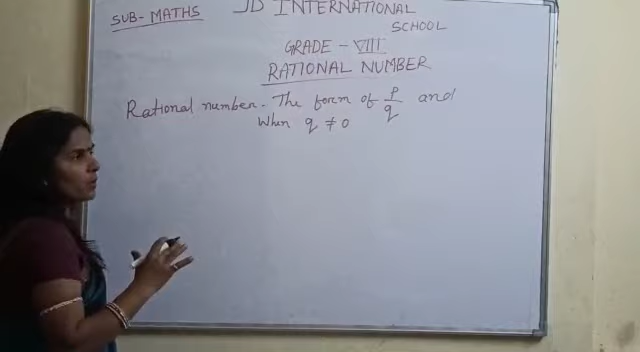 SUB- MATHS JD INTERNATIONAL
SCHOOL
GRADE - VIII
RATIONAL NUMBER
Rational number - The form of p/q and
When q ≠ 0